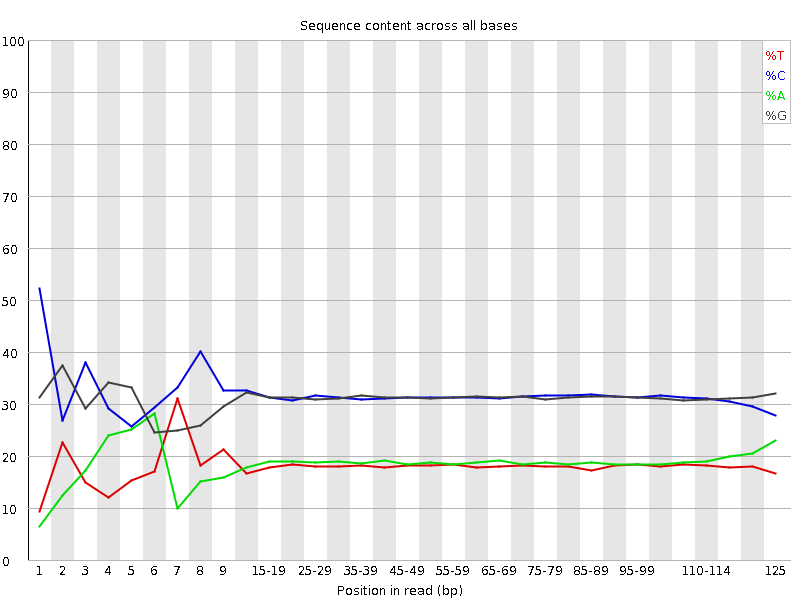 Sequence content across all bases
100
90
80
70
60
50
40
30
20
10
0
%T
%C
%A
%G
1 2 3 4 5 6 7 8 9 15-19 25-29 35-39 45-49 55-59 65-69 75-79 85-89 95-99 110-114 125
Position in read (bp)